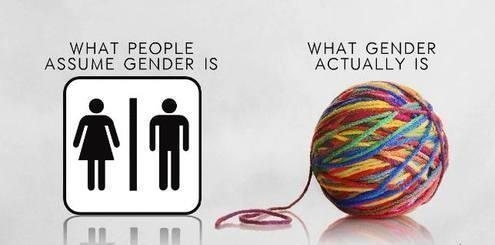 WHAT PEOPLE
ASSUME GENDER IS
WHAT GENDER
ACTUALLY IS